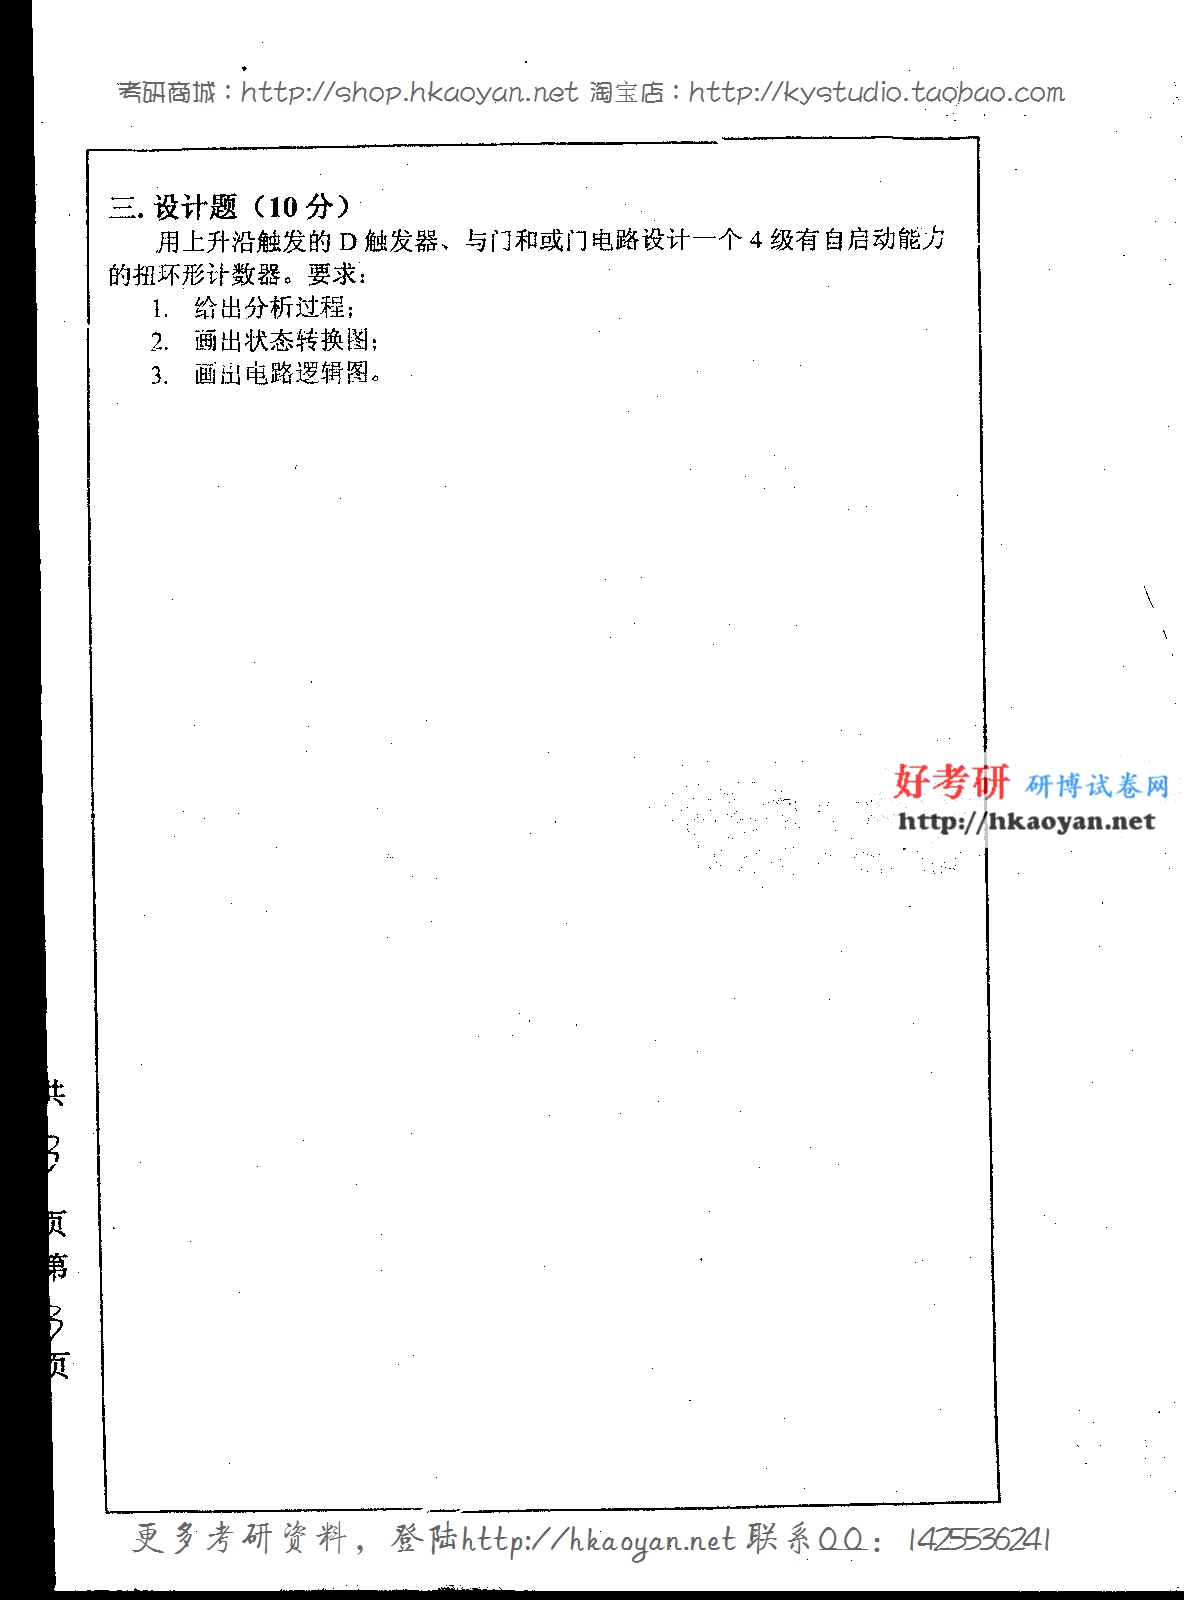 考研商城：http://shop.hkaoyan.net 淘宝店：http://kystudio.taobao.com
三. 设计题（10 分）
用上升沿触发的 D 触发器、与门和或门电路设计一个 4 级有自启动能力
的扭环形计数器。要求：
1. 给出分析过程；
2. 画出状态转换图；
3. 画出电路逻辑图。
好考研 研博试卷网
http://hkaoyan.net
共
3
页
第
3
页
更多考研资料，登陆http://hkaoyan.net 联系QQ：1425536241